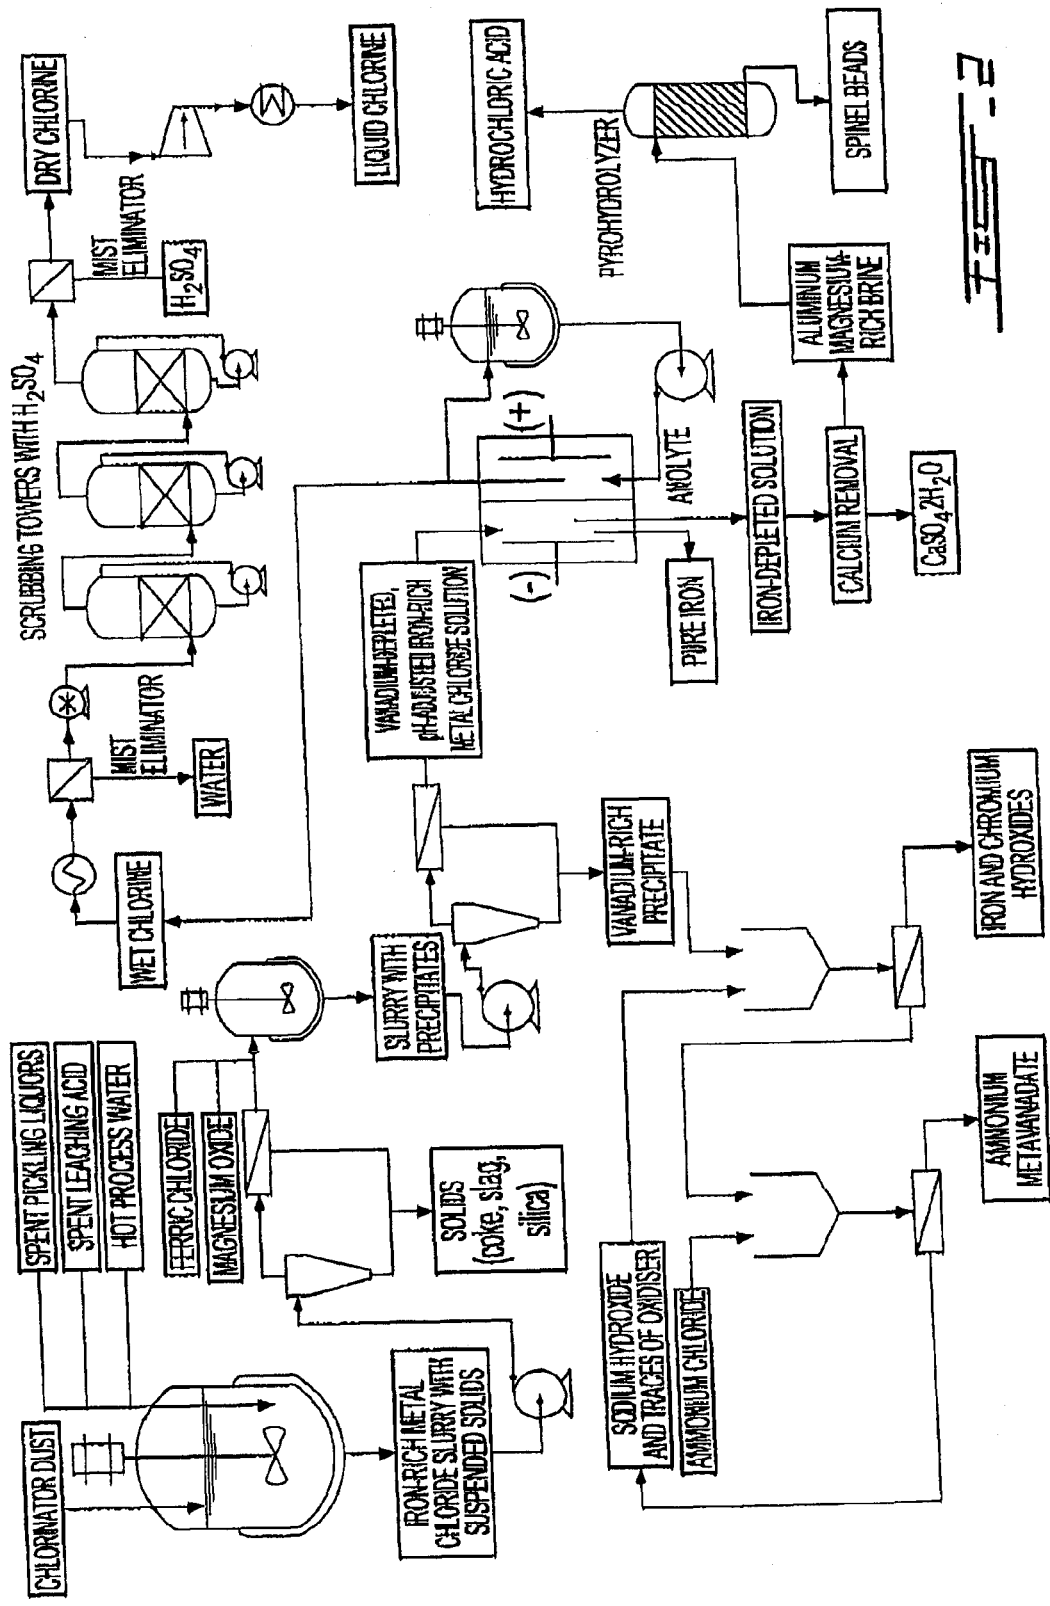 CHLORINATOR DUST
SPENT PICKLING LIQUORS
SPENT LEACHING ACID
HOT PROCESS WATER
IRON-RICH METAL
CHLORIDE SLURRY WITH
SUSPENDED SOLIDS
FERRIC CHLORIDE
MAGNESIUM OXIDE
SOLIDS
(coke, slag,
silica)
SLURRY WITH
PRECIPITATES
WET CHLORINE
MIST
ELIMINATOR
WATER
SCRUBBING TOWERS WITH H2SO4
MIST
ELIMINATOR
H2SO4
DRY CHLORINE
LIQUID CHLORINE
VANADIUM-DEPLETED,
pH-ADJUSTED IRON-RICH
METAL CHLORIDE SOLUTION
(-)
(+)
ANOLYTE
PURE IRON
IRON-DEPLETED SOLUTION
CALCIUM REMOVAL
CaSO42H2O
ALUMINUM
MAGNESIUM-
RICH BRINE
PYROHYDROLYZER
HYDROCHLORIC ACID
SPINEL BEADS
VANADIUM-RICH
PRECIPITATE
SODIUM HYDROXIDE
AND TRACES OF OXIDISER
AMMONIUM CHLORIDE
IRON AND CHROMIUM
HYDROXIDES
AMMONIUM
METAVANADATE
FIG - 2